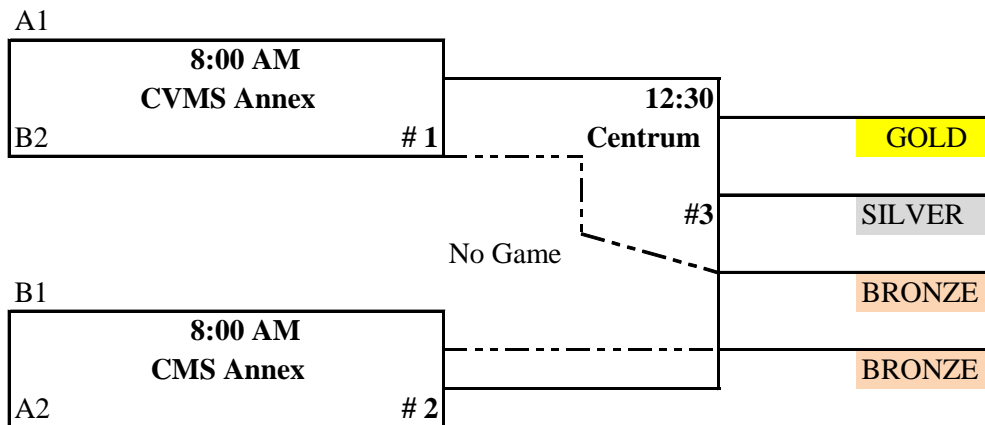 A1
8:00 AM
CVMS Annex
B2 # 1
12:30
Centrum
GOLD
#3
SILVER
No Game
BRONZE
B1
8:00 AM
CMS Annex
BRONZE
A2 # 2